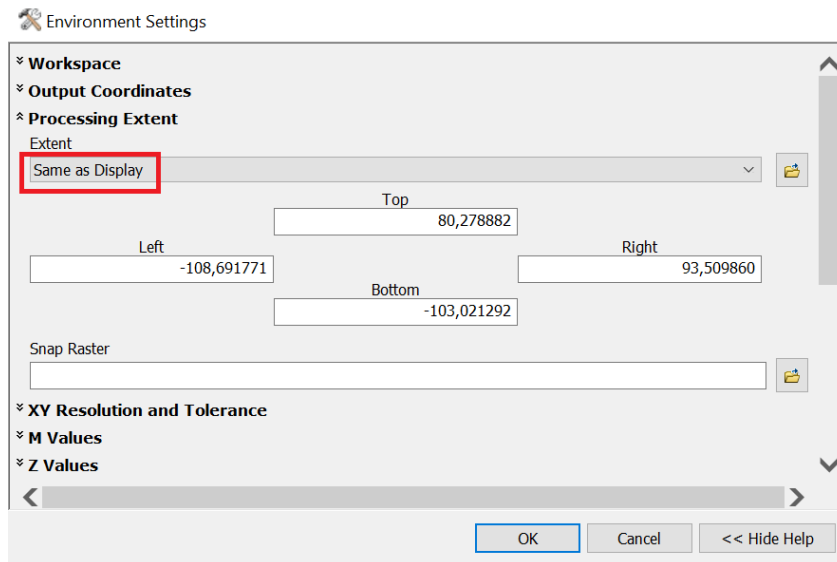 Environment Settings
Workspace
Output Coordinates
Processing Extent
Extent
Same as Display
Top
80,278882
Left
Right
-108,691771
93,509860
Bottom
-103,021292
Snap Raster
XY Resolution and Tolerance
M Values
Z Values
OK
Cancel
<< Hide Help